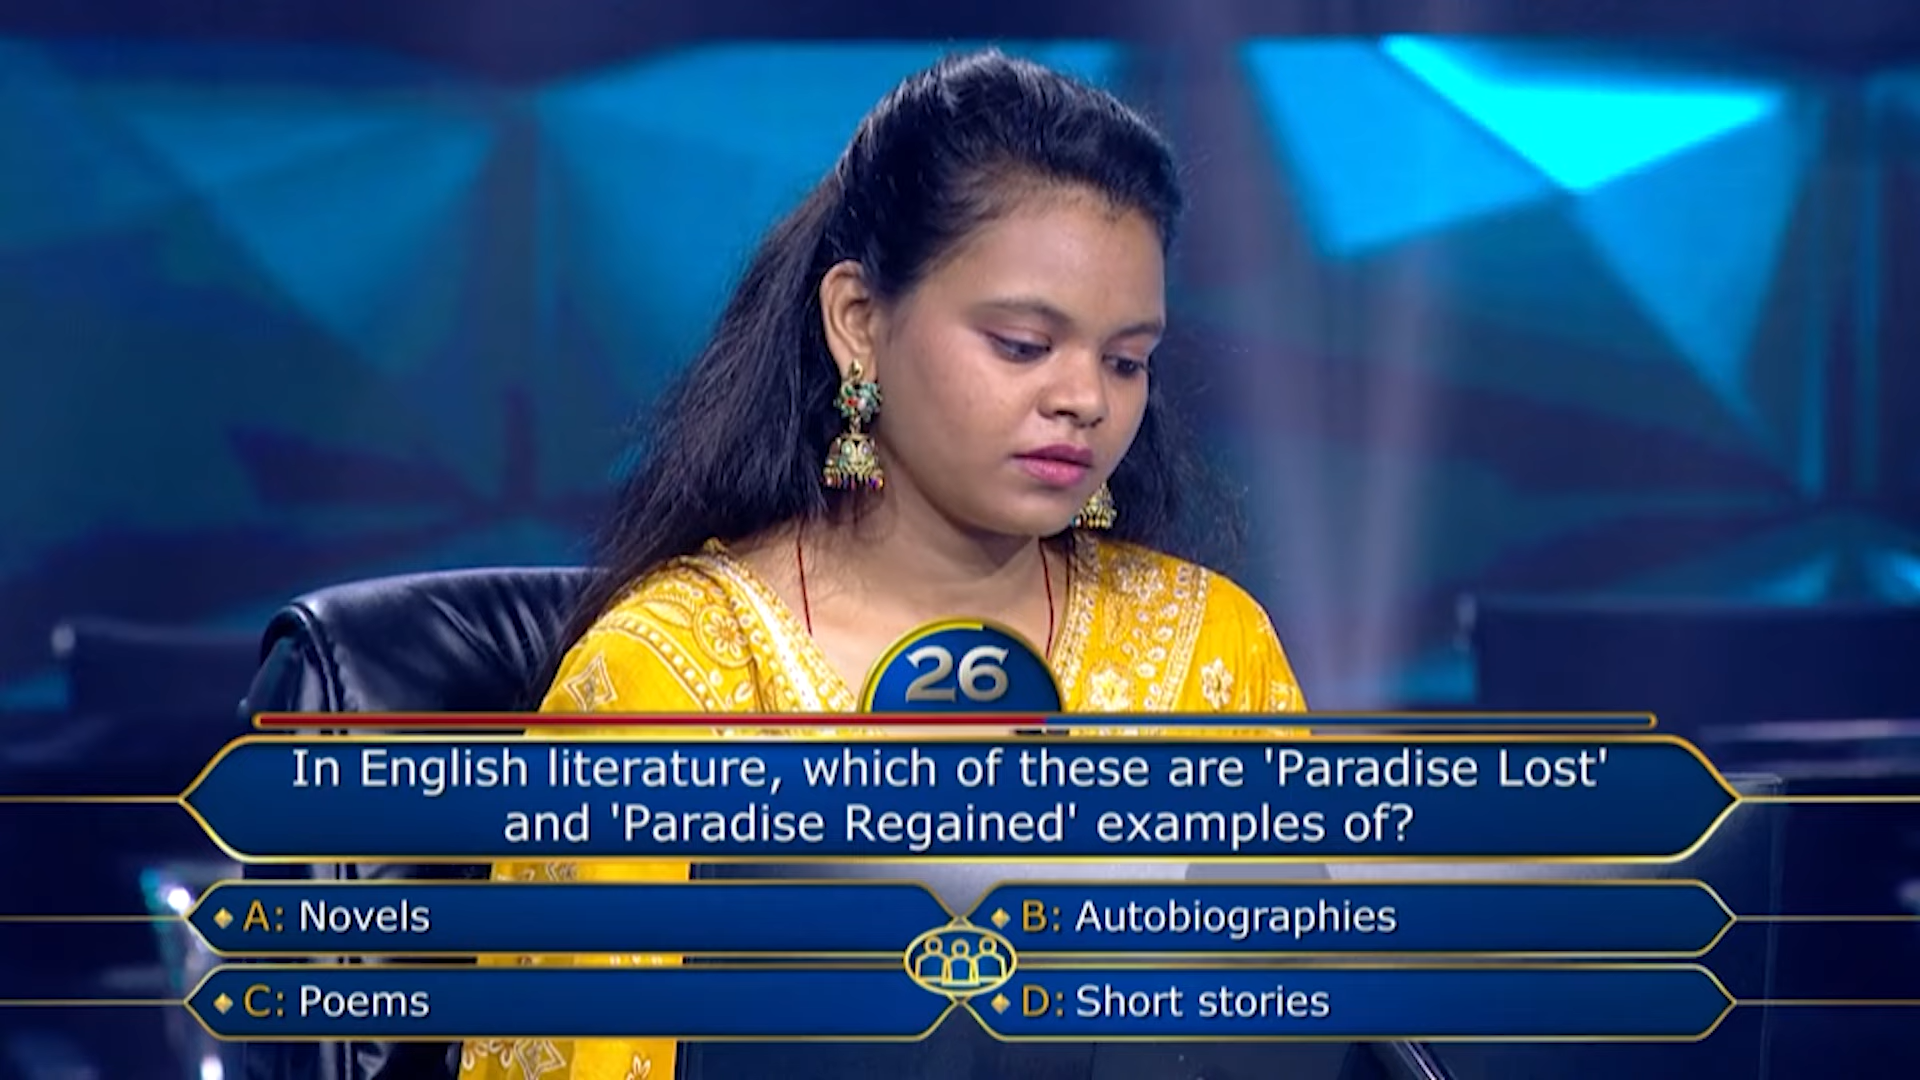 26
In English literature, which of these are 'Paradise Lost'
and 'Paradise Regained' examples of?
A: Novels
B: Autobiographies
C: Poems
D: Short stories